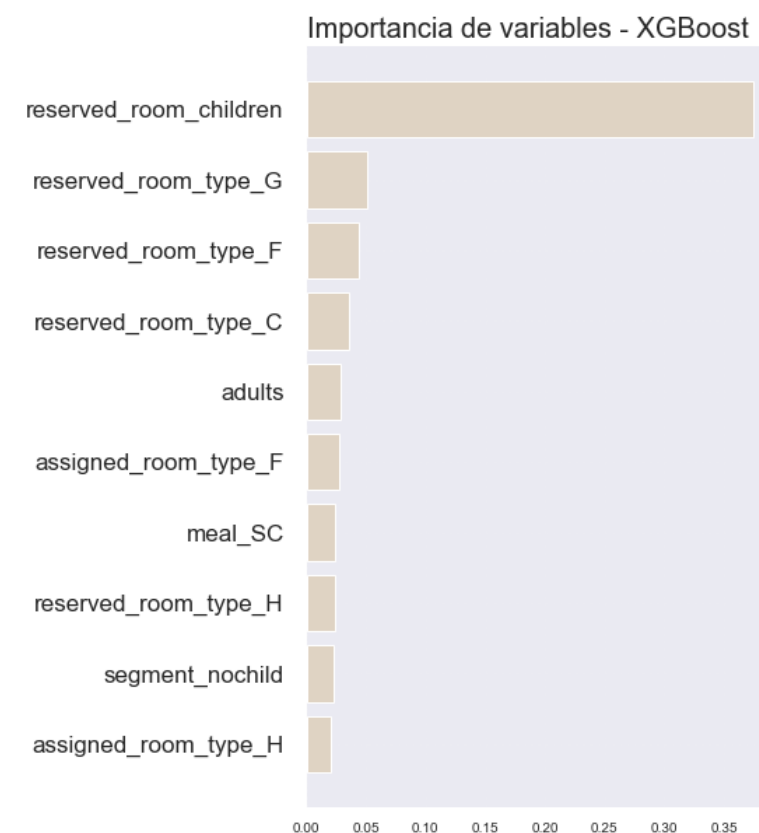 Importancia de variables - XGBoost
reserved_room_children
reserved_room_type_G
reserved_room_type_F
reserved_room_type_C
adults
assigned_room_type_F
meal_SC
reserved_room_type_H
segment_nochild
assigned_room_type_H
0.00 0.05 0.10 0.15 0.20 0.25 0.30 0.35